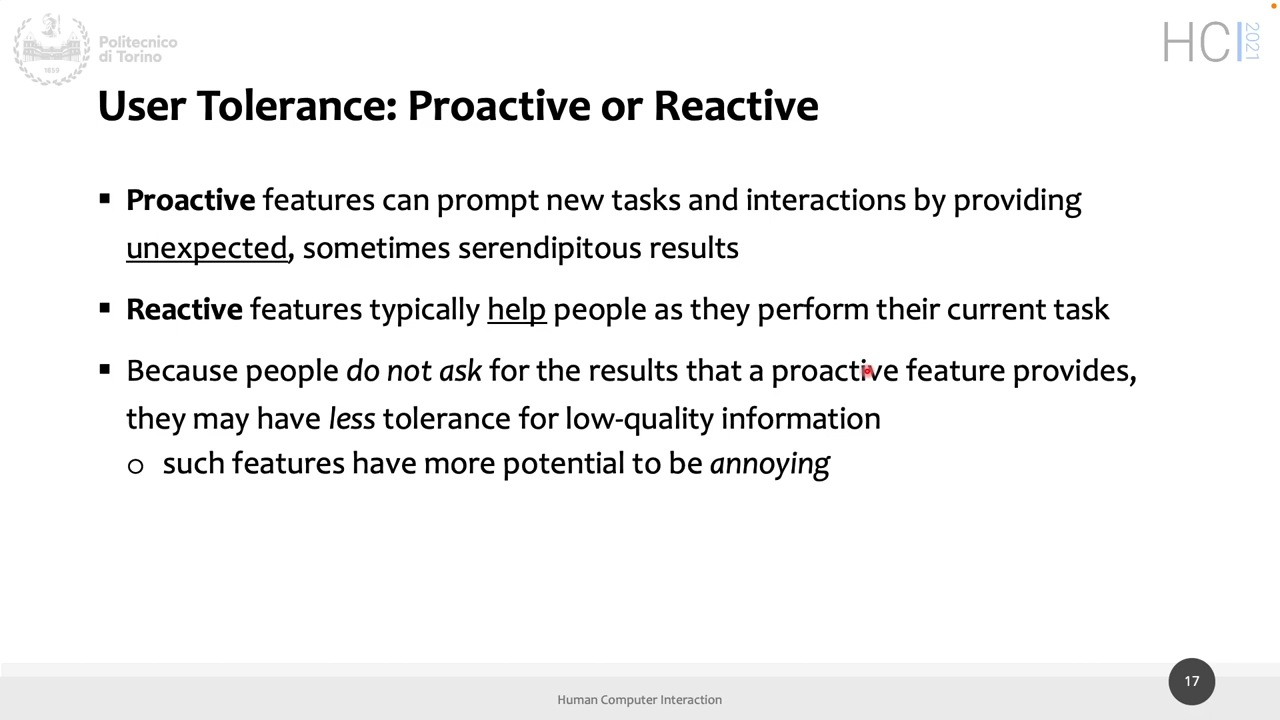 Politecnico
di Torino
1859
HCI 2021
User Tolerance: Proactive or Reactive
▪ Proactive features can prompt new tasks and interactions by providing
unexpected, sometimes serendipitous results
▪ Reactive features typically help people as they perform their current task
▪ Because people do not ask for the results that a proactive feature provides,
they may have less tolerance for low-quality information
o such features have more potential to be annoying
Human Computer Interaction
17